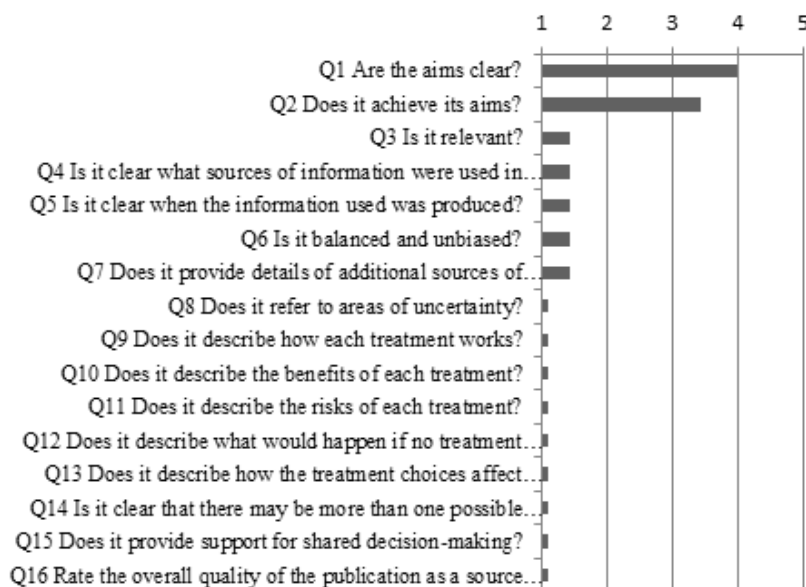 1 2 3 4 5
Q1 Are the aims clear?
Q2 Does it achieve its aims?
Q3 Is it relevant?
Q4 Is it clear what sources of information were used in…
Q5 Is it clear when the information used was produced?
Q6 Is it balanced and unbiased?
Q7 Does it provide details of additional sources of…
Q8 Does it refer to areas of uncertainty?
Q9 Does it describe how each treatment works?
Q10 Does it describe the benefits of each treatment?
Q11 Does it describe the risks of each treatment?
Q12 Does it describe what would happen if no treatment…
Q13 Does it describe how the treatment choices affect…
Q14 Is it clear that there may be more than one possible…
Q15 Does it provide support for shared decision-making?
Q16 Rate the overall quality of the publication as a source…